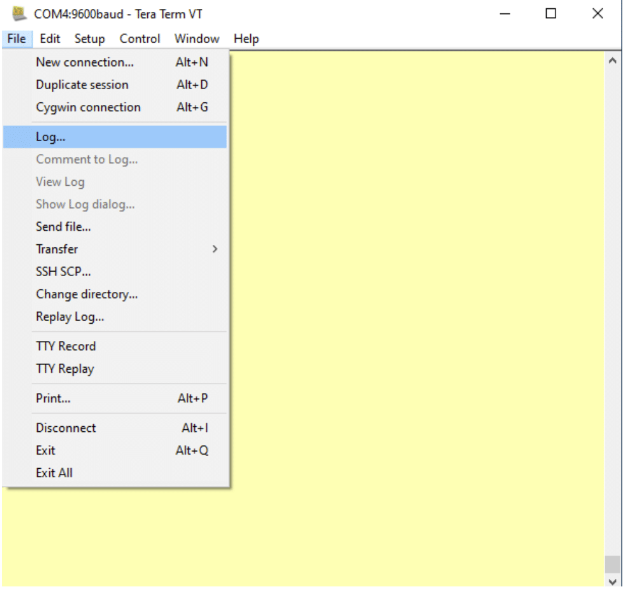 COM4:9600baud - Tera Term VT
File Edit Setup Control Window Help
New connection... Alt+N
Duplicate session Alt+D
Cygwin connection Alt+G
Log...
Comment to Log...
View Log
Show Log dialog...
Send file...
Transfer
SSH SCP...
Change directory...
Replay Log...
TTY Record
TTY Replay
Print... Alt+P
Disconnect Alt+I
Exit Alt+Q
Exit All